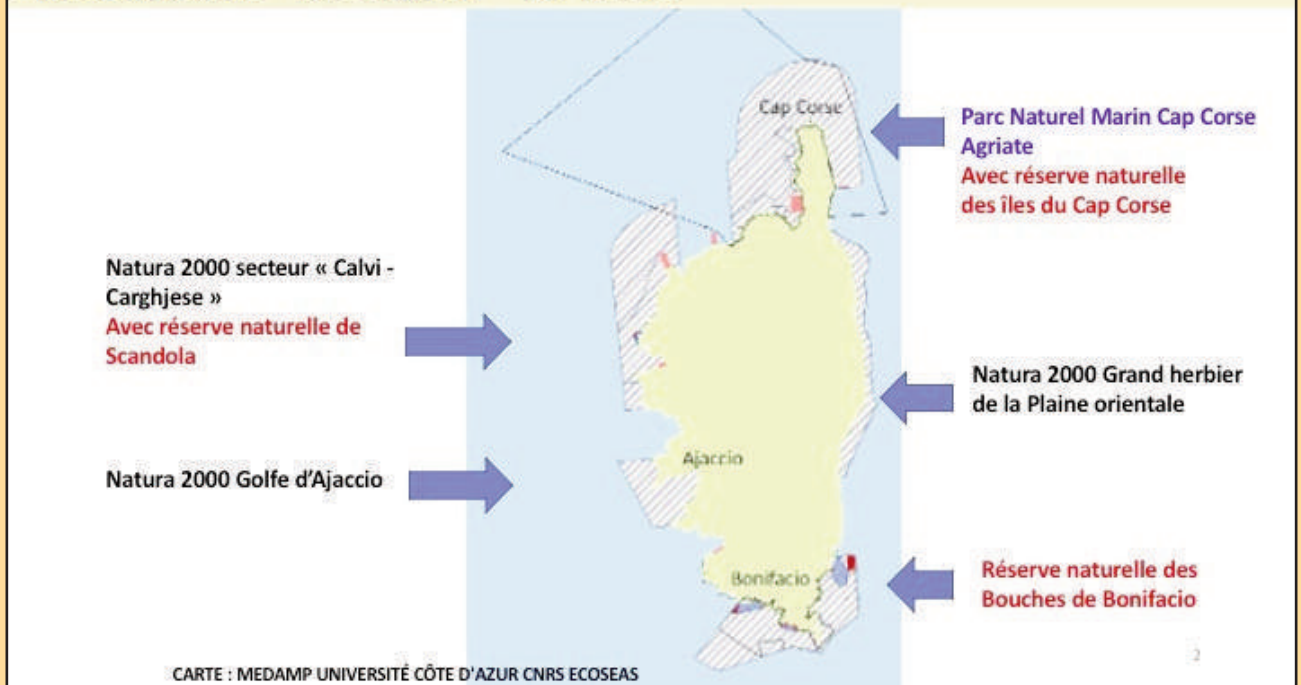 Cap Corse
Parc Naturel Marin Cap Corse
Agriate
Avec réserve naturelle
des îles du Cap Corse
Natura 2000 secteur « Calvi -
Carghjese »
Avec réserve naturelle de
Scandola
Natura 2000 Grand herbier
de la Plaine orientale
Ajaccio
Natura 2000 Golfe d'Ajaccio
Bonifacio
Réserve naturelle des
Bouches de Bonifacio
2
CARTE : MEDAMP UNIVERSITÉ CÔTE D'AZUR CNRS ECOSEAS